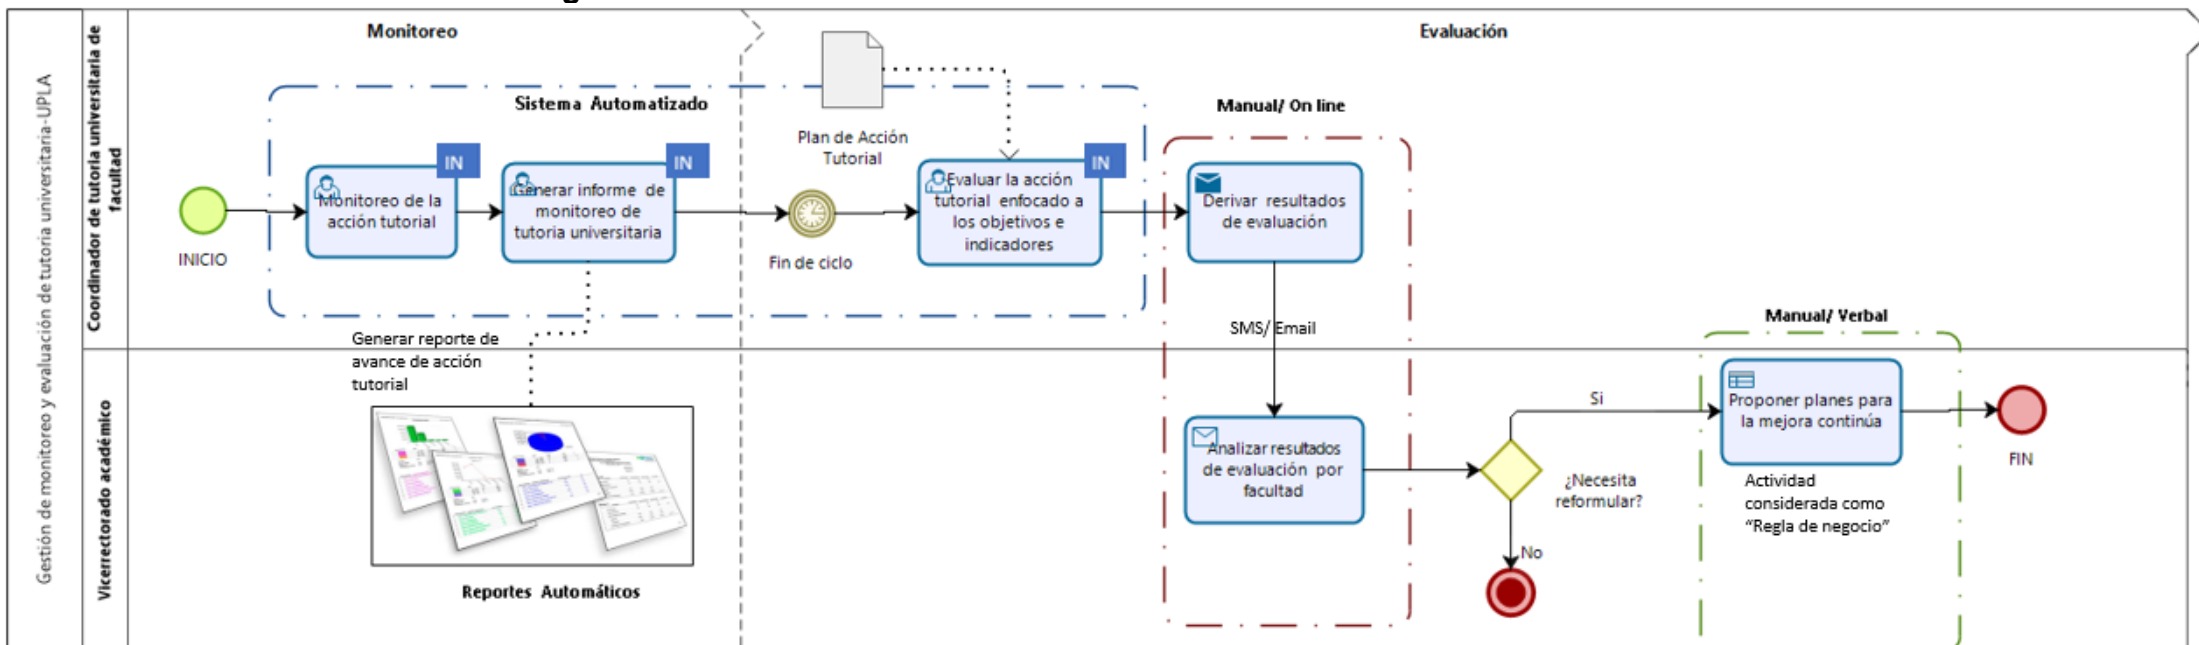 Gestión de monitoreo y evaluación de tutoria universitaria-UPLA
Coordinador de tutoria universitaria de
facultad
Vicerrectorado académico
Monitoreo
Evaluación
Sistema Automatizado
Plan de Acción
Tutorial
Manual/ On line
INICIO
IN
Monitoreo de la
acción tutorial
IN
Generar informe de
monitoreo de
tutoria universitaria
Fin de ciclo
IN
Evaluar la acción
tutorial enfocado a
los objetivos e
indicadores
Derivar resultados
de evaluación
SMS/ Email
Generar reporte de
avance de acción
tutorial
Reportes Automáticos
Analizar resultados
de evaluación por
facultad
¿Necesita
reformular?
Si
No
Manual/ Verbal
Proponer planes para
la mejora continúa
Actividad
considerada como
“Regla de negocio”
FIN